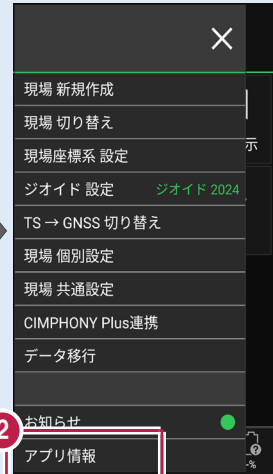 現場 新規作成
現場 切り替え
現場座標系 設定
示
ジオイド 設定 ジオイド 2024
TS → GNSS 切り替え
現場 個別設定
現場 共通設定
CIMPHONY Plus連携
データ移行
2
お知らせ
アプリ情報
-%